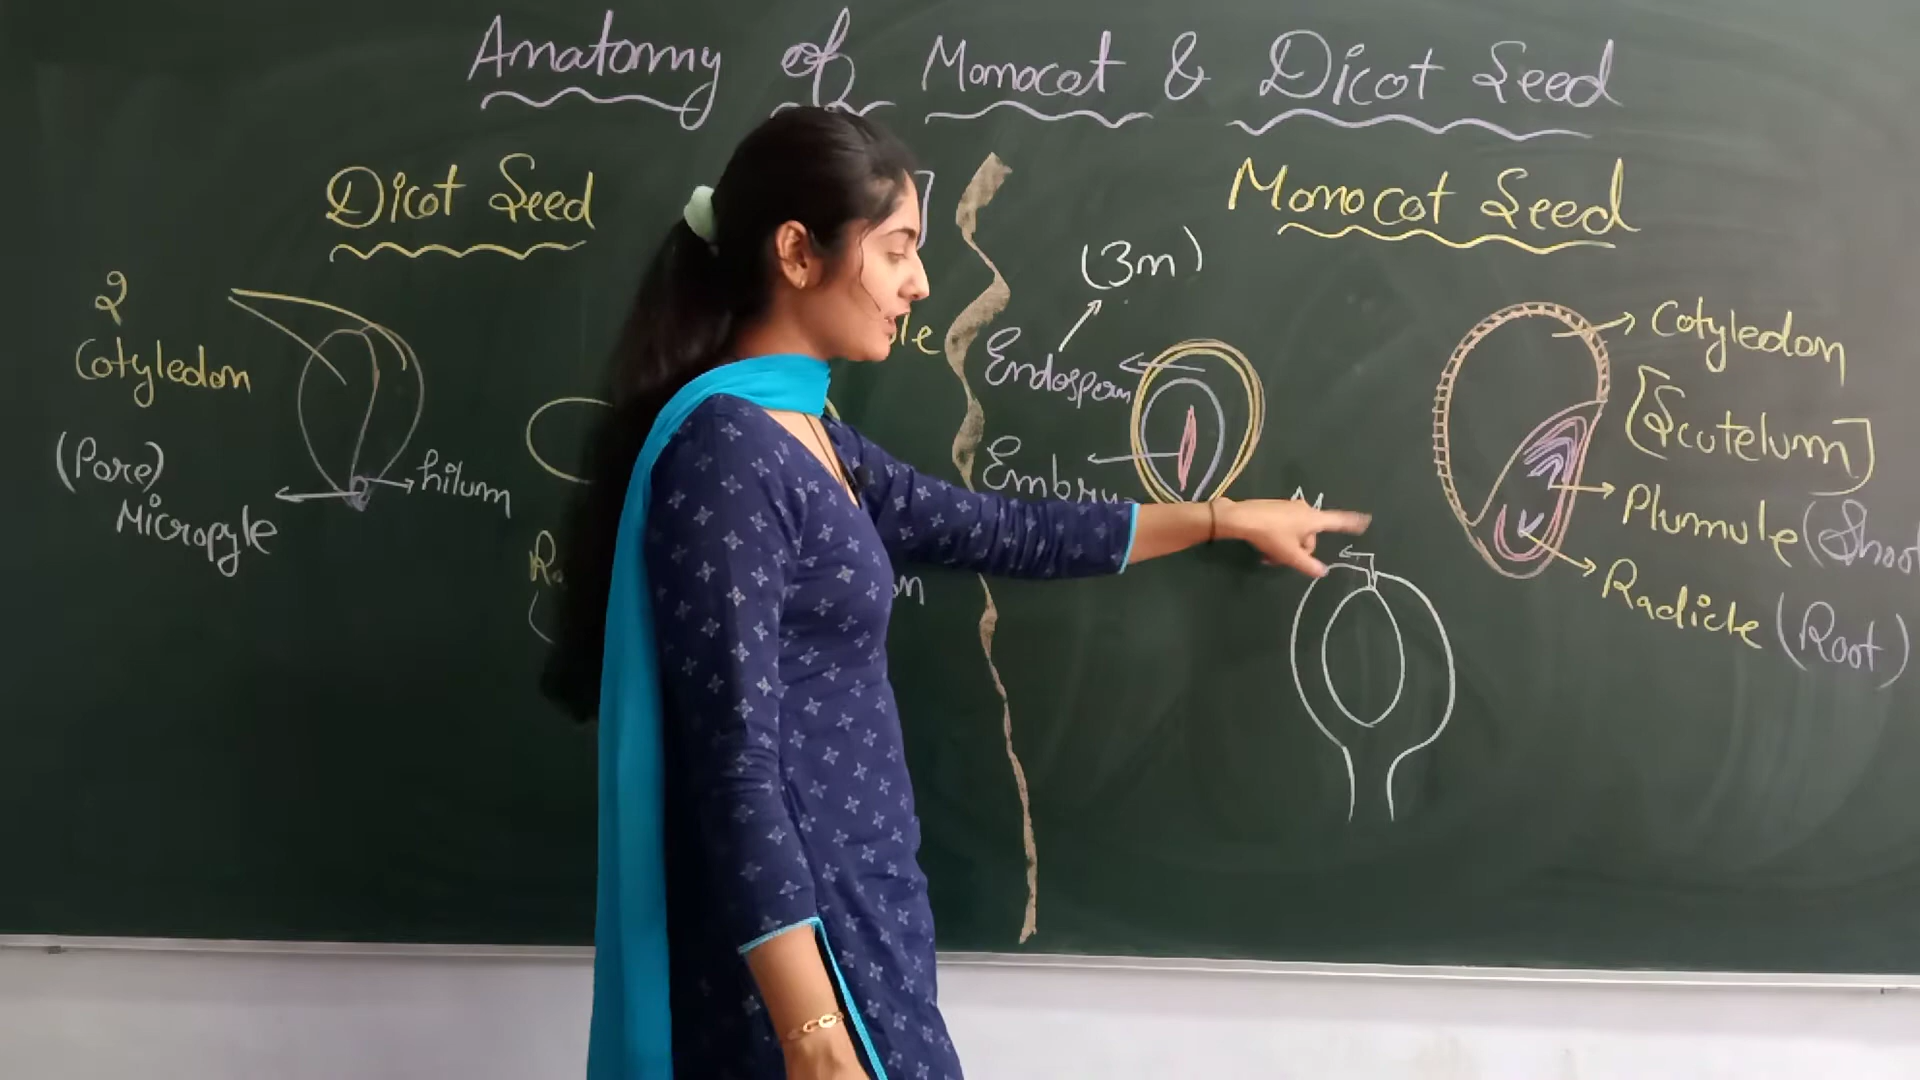 Anatomy of Monocot & Dicot Seed
Dicot Seed
2
Cotyledon
(Pore)
Micropyle
hilum
(3n)
Endosperm
Monocot Seed
Cotyledon
[Scutelum]
Plumule (Shoot
Radicle (Root)